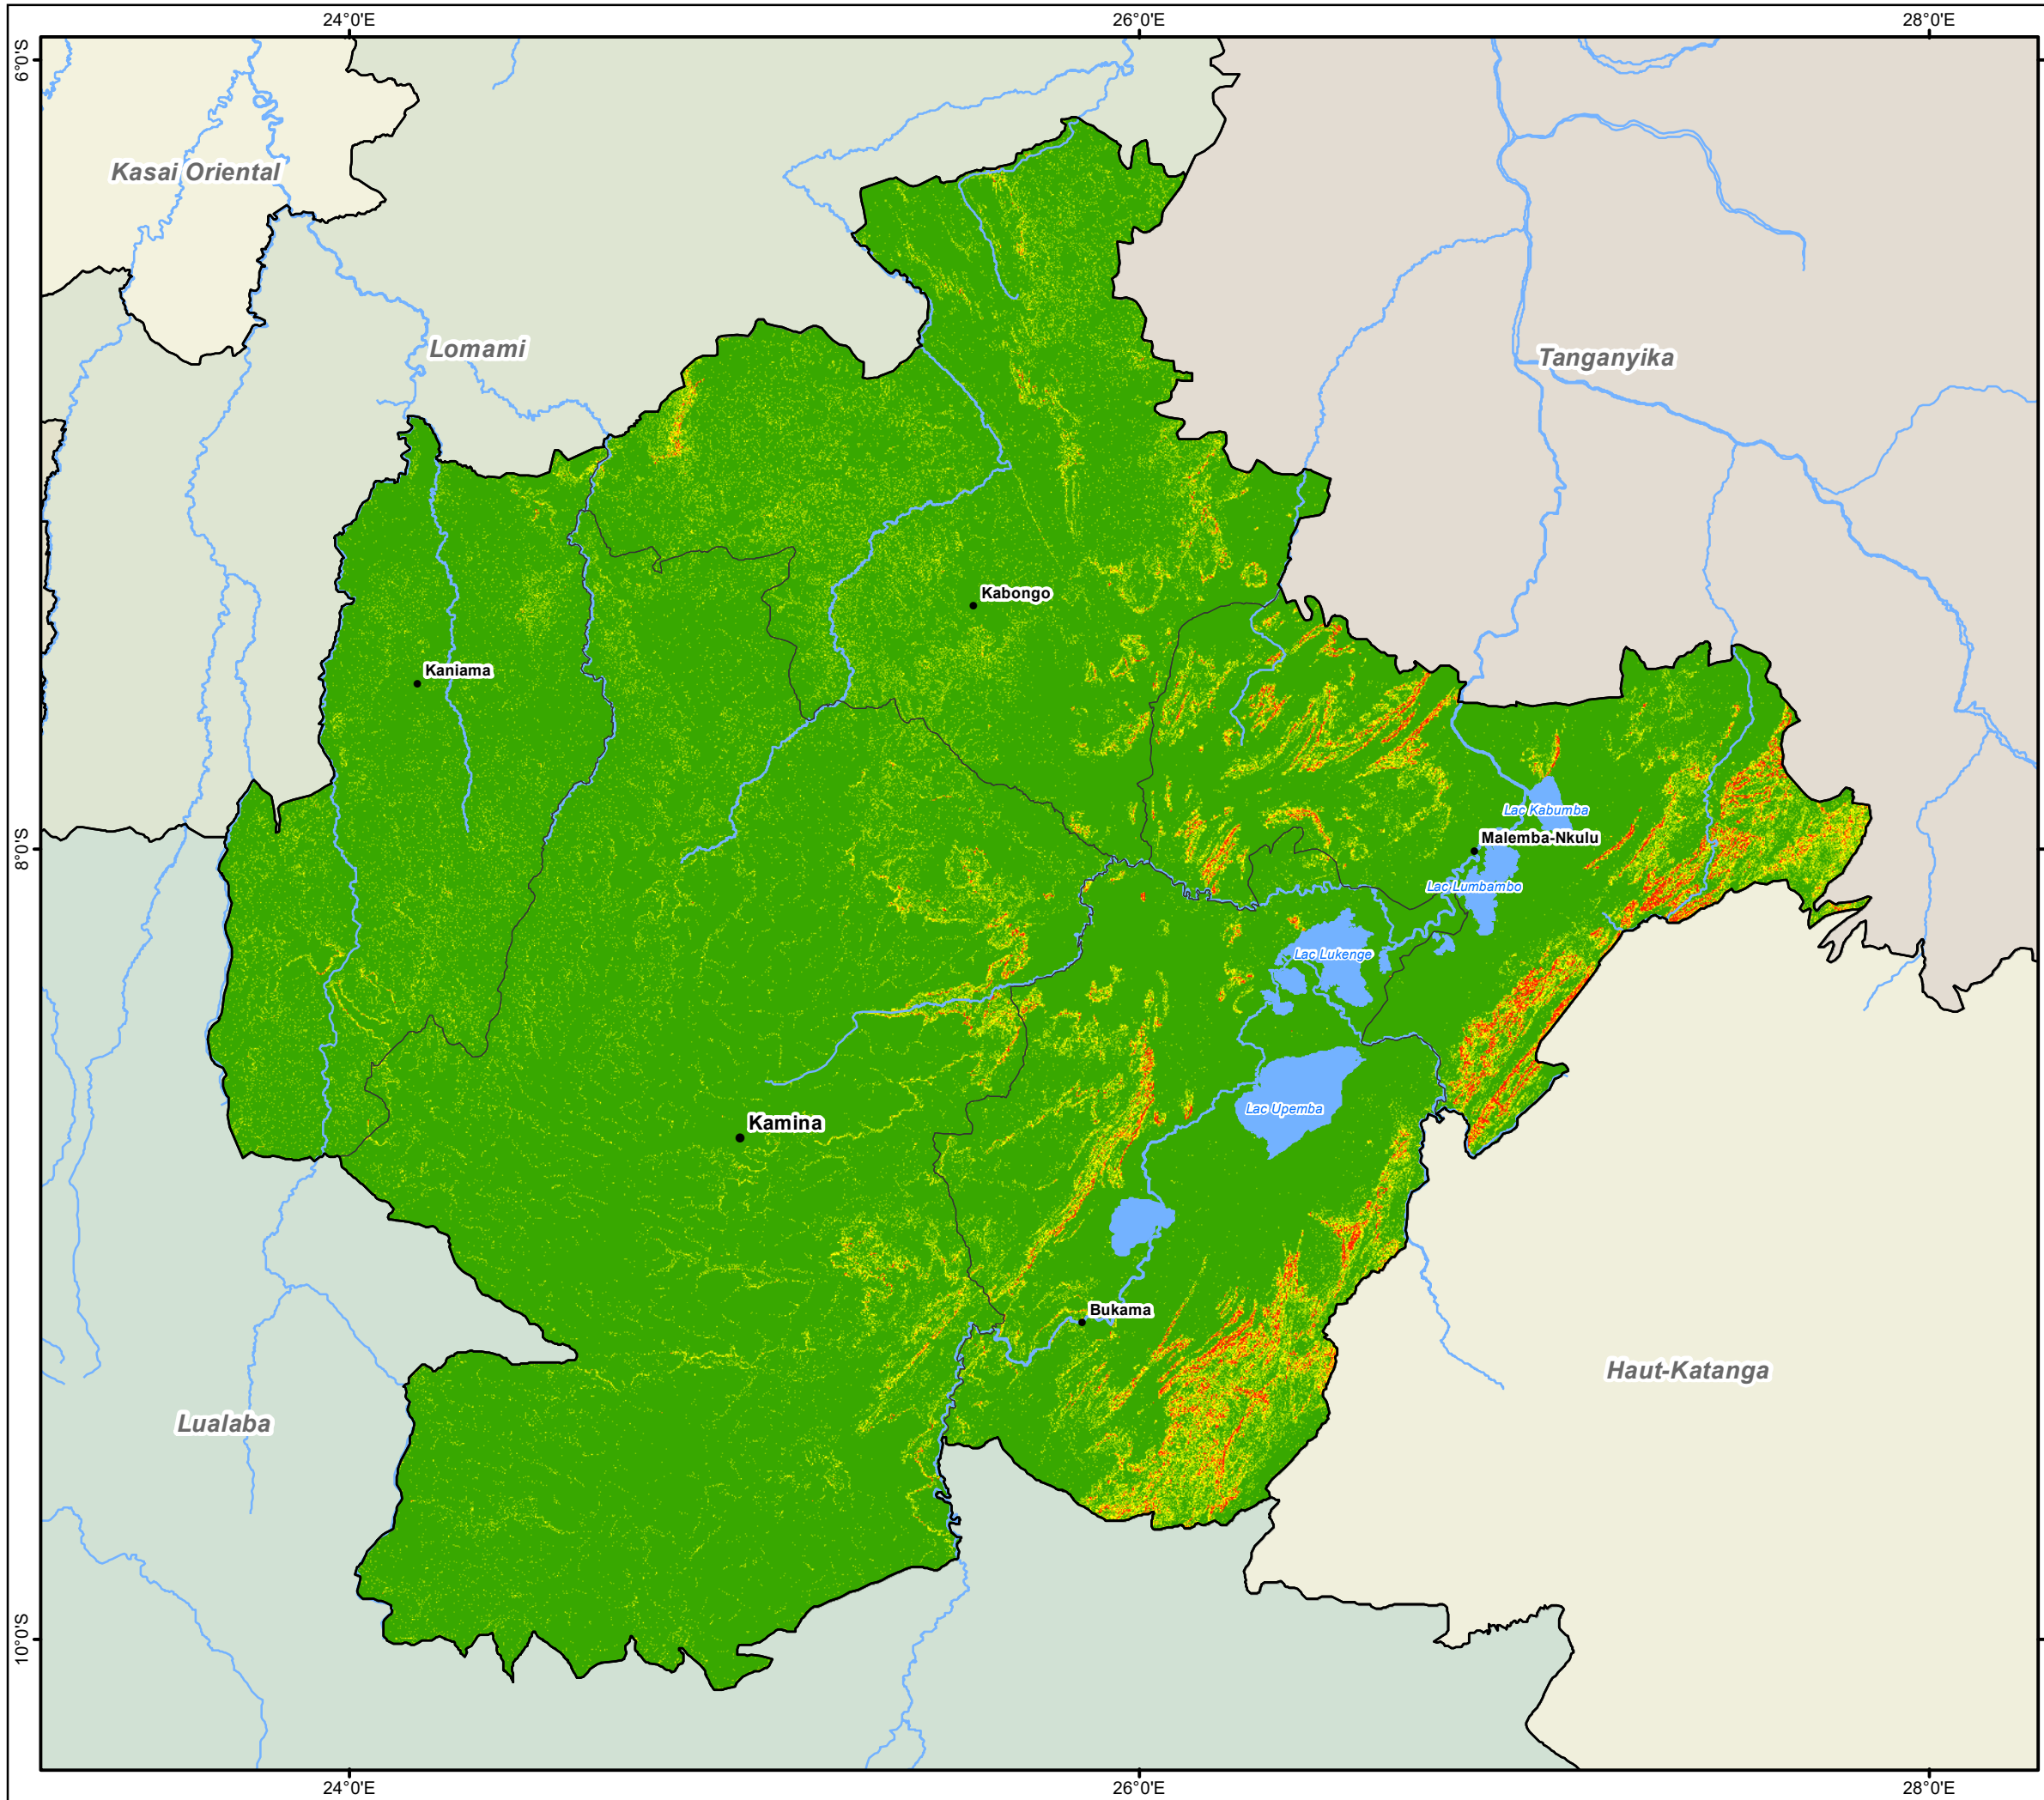 24°0'E 26°0'E 28°0'E
6°0'S
Kasai Oriental
Lomami
Tanganyika
Kabongo
Kaniama
Lac Kabumba
Malemba-Nkulu
8°0'S
Lac Lumbambo
Lac Lukenge
Lac Upemba
Kamina
Bukama
Haut-Katanga
Lualaba
10°0'S
24°0'E 26°0'E 28°0'E